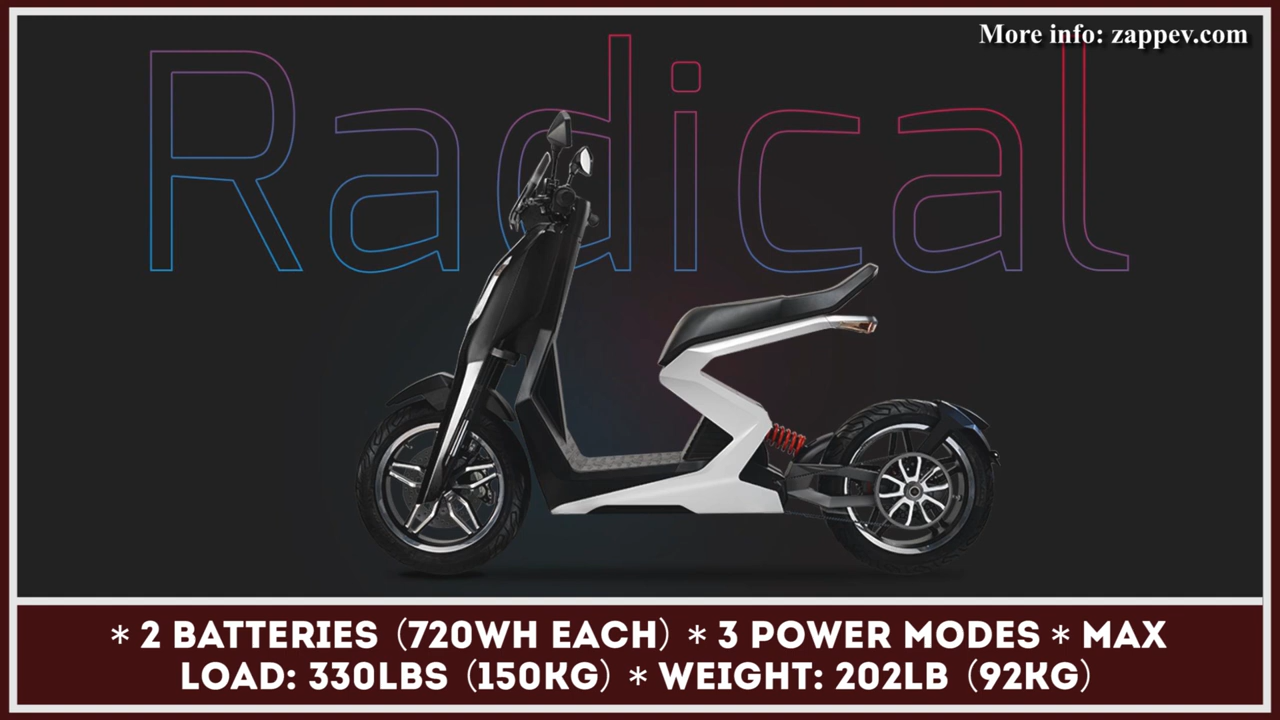 More info: zappev.com
Radical
* 2 BATTERIES (720WH EACH) * 3 POWER MODES * MAX
LOAD: 330LBS (150KG) * WEIGHT: 202LB (92KG)